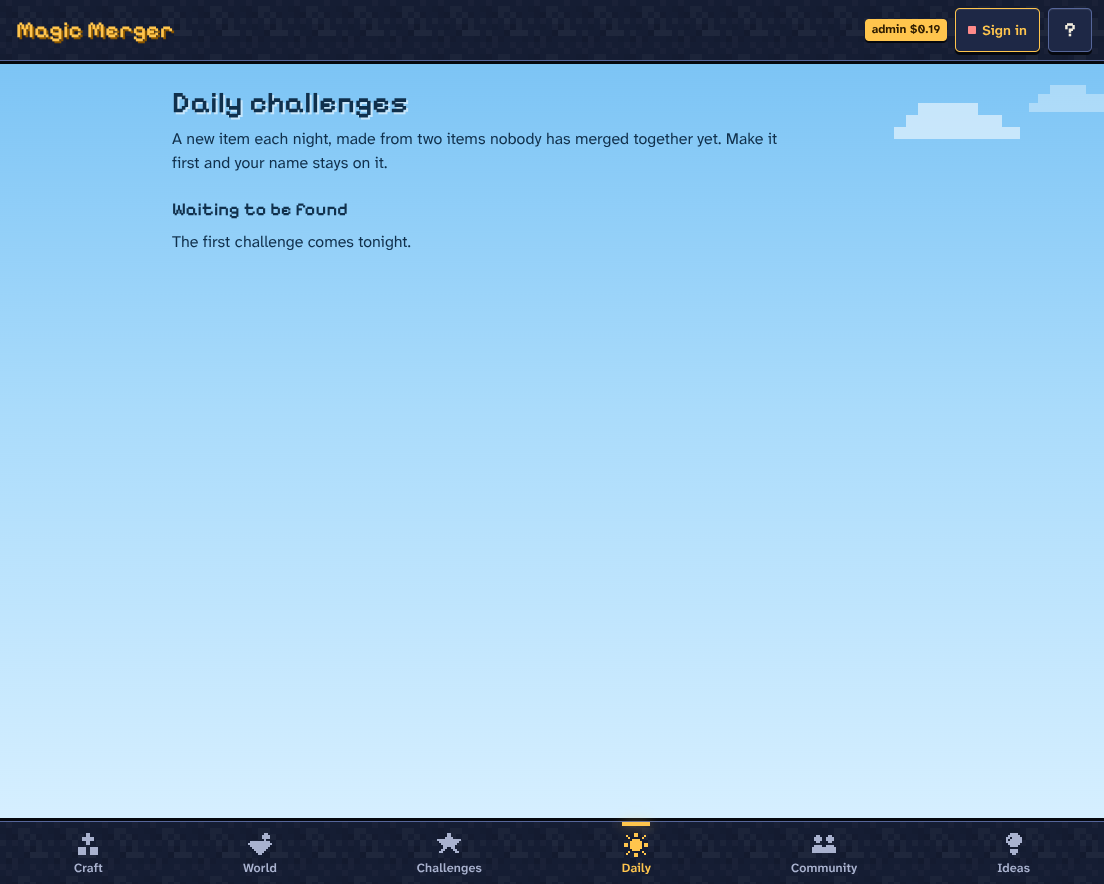 Magic Merger
admin $0.19
Sign in
?
Daily challenges
A new item each night, made from two items nobody has merged together yet. Make it
first and your name stays on it.
Waiting to be found
The first challenge comes tonight.
Craft
World
Challenges
Daily
Community
Ideas